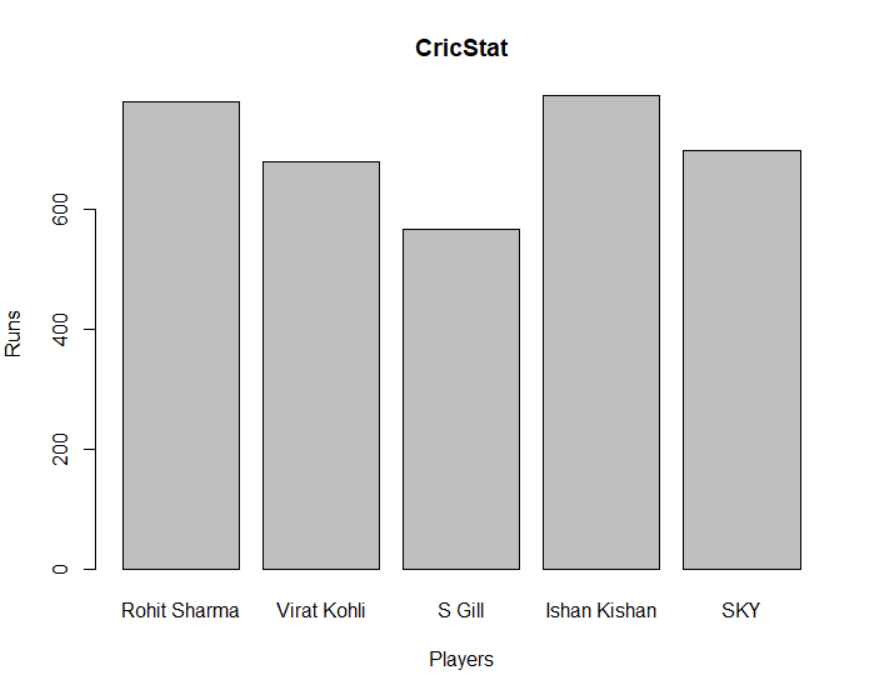 CricStat
Runs
600
400
200
0
Rohit Sharma Virat Kohli S Gill Ishan Kishan SKY
Players